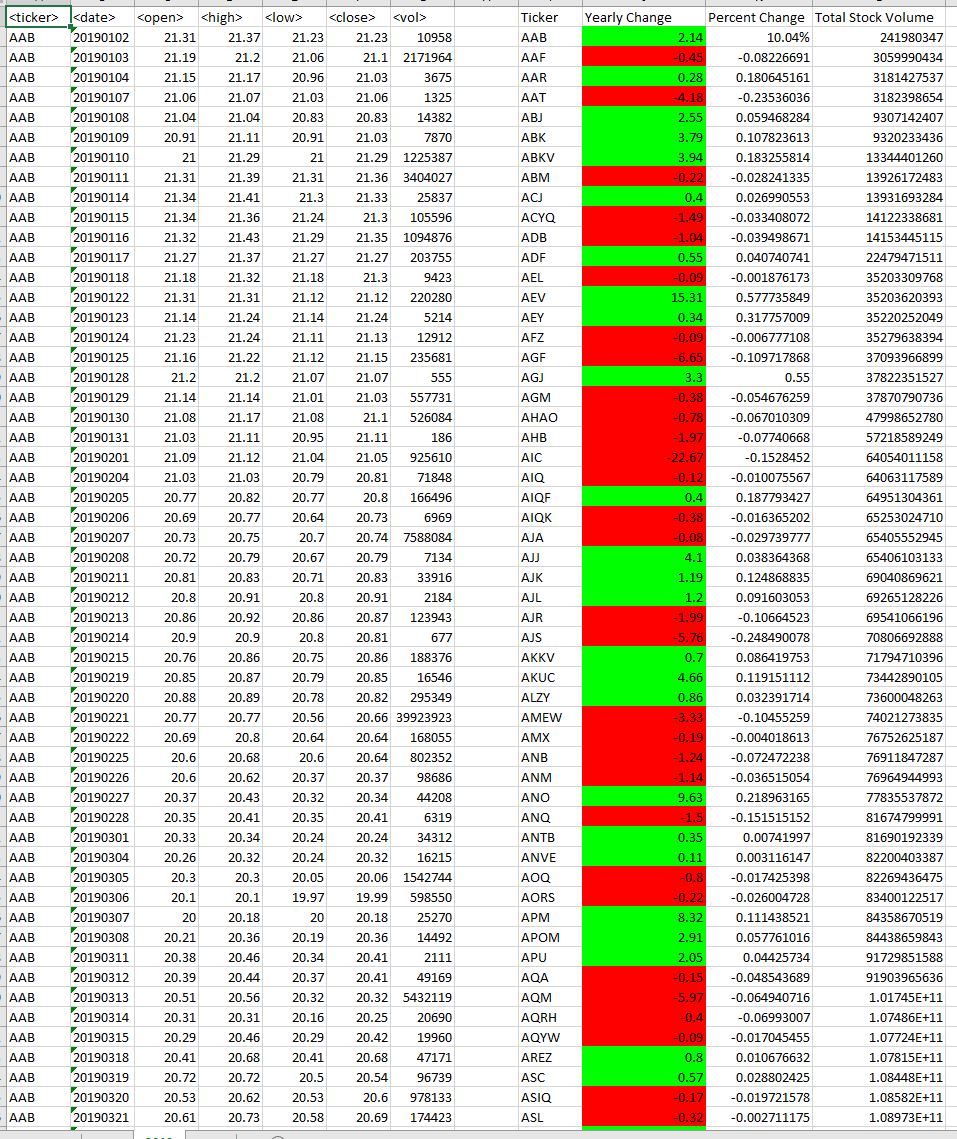 <ticker> <date> <open> <high> <low> <close> <vol> Ticker Yearly Change Percent Change Total Stock Volume
AAB 20190102 21.31 21.37 21.23 21.23 10958 AAB 2.14 10.04% 241980347
AAB 20190103 21.19 21.2 21.06 21.1 2171964 AAF -0.45 -0.08226691 3059990434
AAB 20190104 21.15 21.17 20.96 21.03 3675 AAR 0.28 0.180645161 3181427537
AAB 20190107 21.06 21.07 21.03 21.06 1325 AAT -4.18 -0.23536036 3182398654
AAB 20190108 21.04 21.04 20.83 20.83 14382 ABJ 2.55 0.059468284 9307142407
AAB 20190109 20.91 21.11 20.91 21.03 7870 ABK 3.79 0.107823613 9320233436
AAB 20190110 21 21.29 21 21.29 1225387 ABKV 3.94 0.183255814 13344401260
AAB 20190111 21.31 21.39 21.31 21.36 3404027 ABM -0.22 -0.028241335 13926172483
AAB 20190114 21.34 21.41 21.3 21.33 25837 ACJ 0.4 0.026990553 13931693284
AAB 20190115 21.34 21.36 21.24 21.3 105596 ACYQ -1.49 -0.033408072 14122338681
AAB 20190116 21.32 21.43 21.29 21.35 1094876 ADB -1.04 -0.039498671 14153445115
AAB 20190117 21.27 21.37 21.27 21.27 203755 ADF 0.55 0.040740741 22479471511
AAB 20190118 21.18 21.32 21.18 21.3 9423 AEL -0.09 -0.001876173 35203309768
AAB 20190122 21.31 21.31 21.12 21.12 220280 AEV 15.31 0.577735849 35203620393
AAB 20190123 21.14 21.24 21.14 21.24 5214 AEY 0.34 0.317757009 35220252049
AAB 20190124 21.23 21.24 21.11 21.13 12912 AFZ -0.09 -0.006777108 35279638394
AAB 20190125 21.16 21.22 21.12 21.15 235681 AGF -6.65 -0.109717868 37093966899
AAB 20190128 21.2 21.2 21.07 21.07 555 AGJ 3.3 0.55 37822351527
AAB 20190129 21.14 21.14 21.01 21.03 557731 AGM -0.38 -0.054676259 37870790736
AAB 20190130 21.08 21.17 21.08 21.1 526084 AHAO -0.78 -0.067010309 47998652780
AAB 20190131 21.03 21.11 20.95 21.11 186 AHB -1.97 -0.07740668 57218589249
AAB 20190201 21.09 21.12 21.04 21.05 925610 AIC -22.67 -0.1528452 64054011158
AAB 20190204 21.03 21.03 20.79 20.81 71848 AIQ -0.12 -0.010075567 64063117589
AAB 20190205 20.77 20.82 20.77 20.8 166496 AIQF 0.4 0.187793427 64951304361
AAB 20190206 20.69 20.77 20.64 20.73 6969 AIQK -0.38 -0.016365202 65253024710
AAB 20190207 20.73 20.75 20.7 20.74 7588084 AJA -0.08 -0.029739777 65405552945
AAB 20190208 20.72 20.79 20.67 20.79 7134 AJJ 4.1 0.038364368 65406103133
AAB 20190211 20.81 20.83 20.71 20.83 33916 AJK 1.19 0.124868835 69040869621
AAB 20190212 20.8 20.91 20.8 20.91 2184 AJL 1.2 0.091603053 69265128226
AAB 20190213 20.86 20.92 20.86 20.87 123943 AJR -1.99 -0.10664523 69541066196
AAB 20190214 20.9 20.9 20.8 20.81 677 AJS -5.76 -0.248490078 70806692888
AAB 20190215 20.76 20.86 20.75 20.86 188376 AKKV 0.7 0.086419753 71794710396
AAB 20190219 20.85 20.87 20.79 20.85 16546 AKUC 4.66 0.119151112 73442890105
AAB 20190220 20.88 20.89 20.78 20.82 295349 ALZY 0.86 0.032391714 73600048263
AAB 20190221 20.77 20.77 20.56 20.66 39923923 AMEW -3.33 -0.10455259 74021273835
AAB 20190222 20.69 20.8 20.64 20.64 168055 AMX -0.19 -0.004018613 76752625187
AAB 20190225 20.6 20.68 20.6 20.64 802352 ANB -1.24 -0.072472238 76911847287
AAB 20190226 20.6 20.62 20.37 20.37 98686 ANM -1.14 -0.036515054 76964944993
AAB 20190227 20.37 20.43 20.32 20.34 44208 ANO 9.63 0.218963165 77835537872
AAB 20190228 20.35 20.41 20.35 20.41 6319 ANQ -1.5 -0.151515152 81674799991
AAB 20190301 20.33 20.34 20.24 20.24 34312 ANTB 0.35 0.00741997 81690192339
AAB 20190304 20.26 20.32 20.24 20.32 16215 ANVE 0.11 0.003116147 82200403387
AAB 20190305 20.3 20.3 20.05 20.06 1542744 AOQ -0.8 -0.017425398 82269436475
AAB 20190306 20.1 20.1 19.97 19.99 598550 AORS -0.22 -0.026004728 83400122517
AAB 20190307 20 20.18 20 20.18 25270 APM 8.32 0.111438521 84358670519
AAB 20190308 20.21 20.36 20.19 20.36 14492 APOM 2.91 0.057761016 84438659843
AAB 20190311 20.38 20.46 20.34 20.41 2111 APU 2.05 0.04425734 91729851588
AAB 20190312 20.39 20.44 20.37 20.41 49169 AQA -0.15 -0.048543689 91903965636
AAB 20190313 20.51 20.56 20.32 20.32 5432119 AQM -5.97 -0.064940716 1.01745E+11
AAB 20190314 20.31 20.31 20.16 20.25 20690 AQRH -0.4 -0.06993007 1.07486E+11
AAB 20190315 20.29 20.46 20.29 20.42 19960 AQYW -0.09 -0.017045455 1.07724E+11
AAB 20190318 20.41 20.68 20.41 20.68 47171 AREZ 0.8 0.010676632 1.07815E+11
AAB 20190319 20.72 20.72 20.5 20.54 96739 ASC 0.57 0.028802425 1.08448E+11
AAB 20190320 20.53 20.62 20.53 20.6 978133 ASIQ -0.17 -0.019721578 1.08582E+11
AAB 20190321 20.61 20.73 20.58 20.69 174423 ASL -0.32 -0.002711175 1.08973E+11